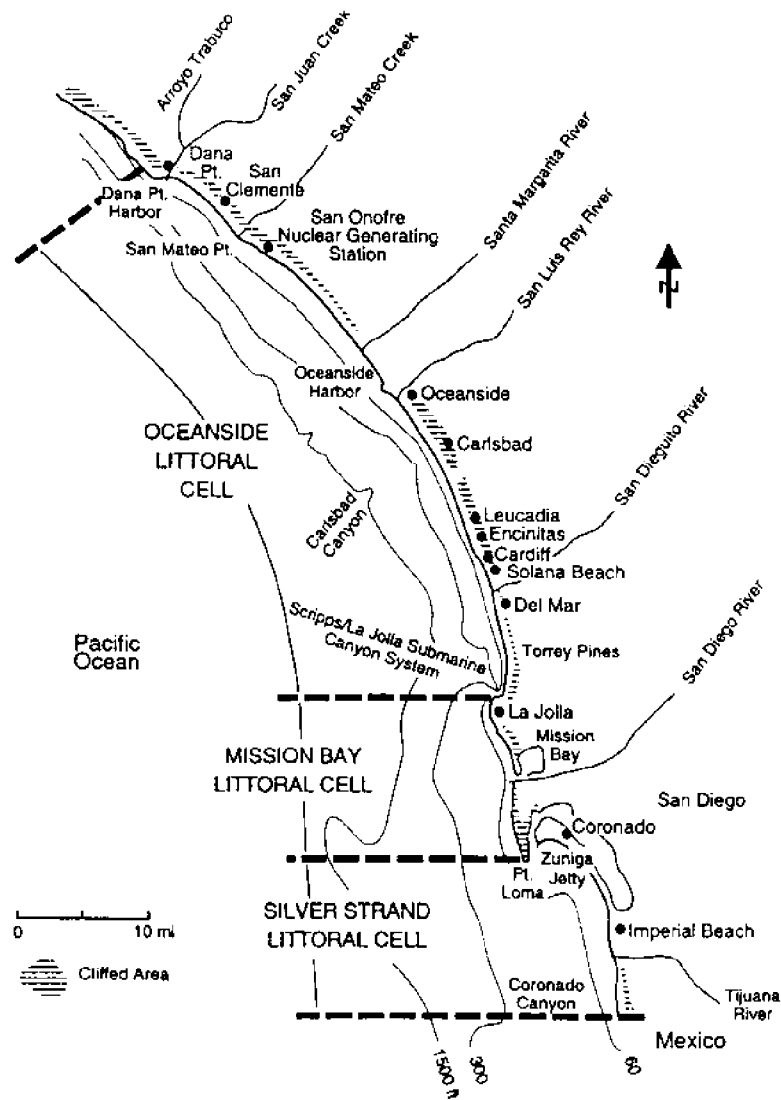 Arroyo Trabuco
San Juan Creek
San Mateo Creek
Dana
Pt.
San
Clemente
Dana Pt.
Harbor
San Mateo Pt.
San Onofre
Nuclear Generating
Station
Santa Margarita River
San Luis Rey River
N
Oceanside
Harbor
Oceanside
OCEANSIDE
LITTORAL
CELL
Carlsbad
San Dieguito River
Carlsbad
Canyon
Leucadia
Encinitas
Cardiff
Solana Beach
Del Mar
Scripps/La Jolla Submarine
Canyon System
Pacific
Ocean
Torrey Pines
San Diego River
La Jolla
Mission
Bay
MISSION BAY
LITTORAL CELL
San Diego
Coronado
Zuniga
Jetty
Pt.
Loma
SILVER STRAND
LITTORAL CELL
0 10 mi
Imperial Beach
Cliffed Area
Coronado
Canyon
Tijuana
River
Mexico
1500 ft
300
60